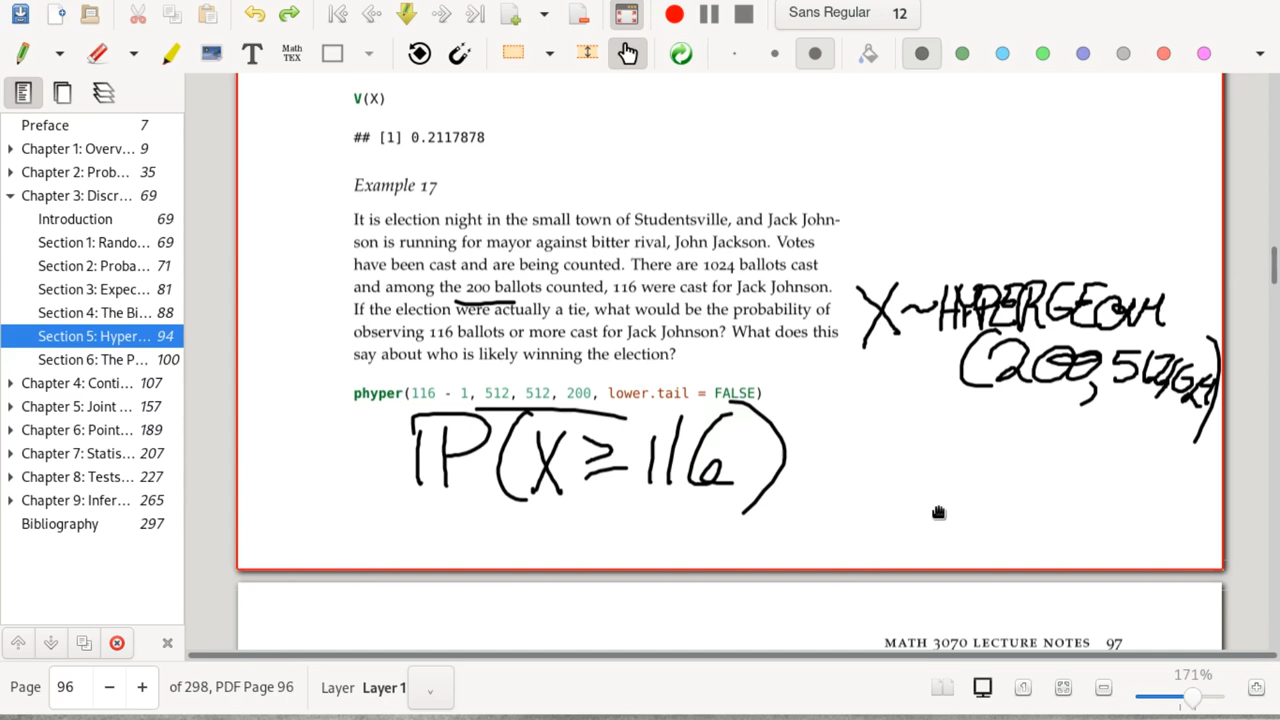 Sans Regular 12
T Math TEX
Preface 7
Chapter 1: Overv... 9
Chapter 2: Prob... 35
Chapter 3: Discr... 69
Introduction 69
Section 1: Rando... 69
Section 2: Proba... 71
Section 3: Expec... 81
Section 4: The Bi... 88
Section 5: Hyper... 94
Section 6: The P... 100
Chapter 4: Conti... 107
Chapter 5: Joint ... 157
Chapter 6: Point... 189
Chapter 7: Statis... 207
Chapter 8: Tests... 227
Chapter 9: Infer... 265
Bibliography 297
V(X)
## [1] 0.2117878
Example 17
It is election night in the small town of Studentsville, and Jack John-
son is running for mayor against bitter rival, John Jackson. Votes
have been cast and are being counted. There are 1024 ballots cast
and among the 200 ballots counted, 116 were cast for Jack Johnson.
If the election were actually a tie, what would be the probability of
observing 116 ballots or more cast for Jack Johnson? What does this
say about who is likely winning the election?
X ~ HYPERGEOM
(200, 512, 1024)
phyper(116 - 1, 512, 512, 200, lower.tail = FALSE)
P(X ≥ 116)
MATH 3070 LECTURE NOTES 97
Page 96 of 298, PDF Page 96 Layer Layer 1
171%